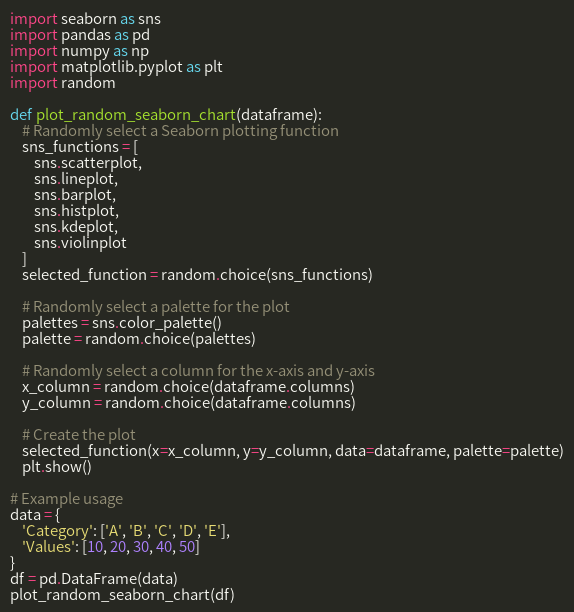 import seaborn as sns
import pandas as pd
import numpy as np
import matplotlib.pyplot as plt
import random

def plot_random_seaborn_chart(dataframe):
    # Randomly select a Seaborn plotting function
    sns_functions = [
        sns.scatterplot,
        sns.lineplot,
        sns.barplot,
        sns.histplot,
        sns.kdeplot,
        sns.violinplot
    ]
    selected_function = random.choice(sns_functions)

    # Randomly select a palette for the plot
    palettes = sns.color_palette()
    palette = random.choice(palettes)

    # Randomly select a column for the x-axis and y-axis
    x_column = random.choice(dataframe.columns)
    y_column = random.choice(dataframe.columns)

    # Create the plot
    selected_function(x=x_column, y=y_column, data=dataframe, palette=palette)
    plt.show()

# Example usage
data = {
    'Category': ['A', 'B', 'C', 'D', 'E'],
    'Values': [10, 20, 30, 40, 50]
}
df = pd.DataFrame(data)
plot_random_seaborn_chart(df)